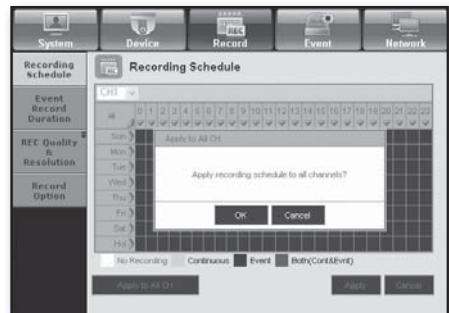 System Device Record Event Network
Recording Schedule
Recording Schedule
Event Record Duration
REC Quality & Resolution
Record Option
CH1
All 0 1 2 3 4 5 6 7 8 9 10 11 12 13 14 15 16 17 18 19 20 21 22 23
Sun
Mon
Tue
Wed
Thu
Fri
Sat
Hol
Apply to All CH
Apply recording schedule to all channels?
OK Cancel
No Recording Continuous Event Both(Cont&Evnt)
Apply to All CH Apply Cancel